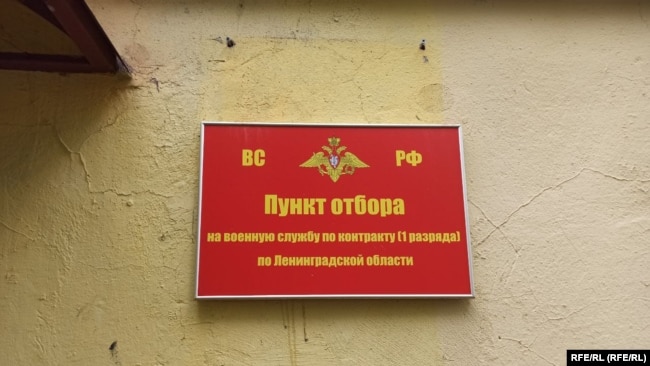 ВС РФ
Пункт отбора
на военную службу по контракту (1 разряда)
по Ленинградской области
RFE/RL (RFE/RL)